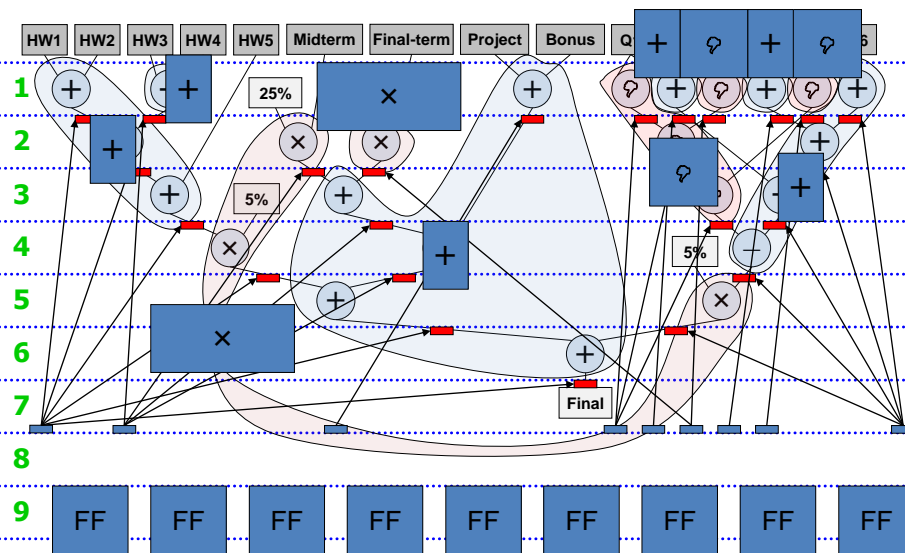 HW1 HW2 HW3 HW4 HW5 Midterm Final-term Project Bonus
1 + + + × + + + + +
25%
2 + × × +
3 + 5% + +
4 × + 5% –
5 + ×
6 × +
7 Final
8
9 FF FF FF FF FF FF FF FF FF